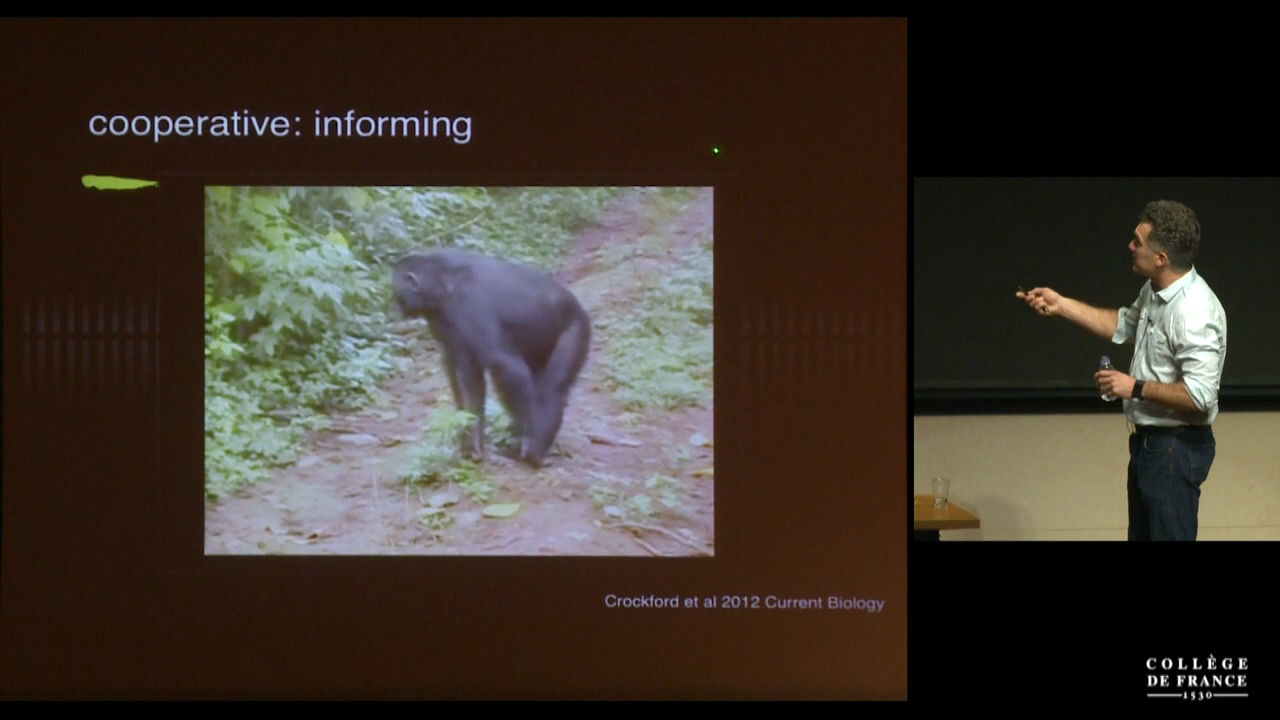 cooperative: informing
Crockford et al 2012 Current Biology
COLLÈGE
DE FRANCE
1530